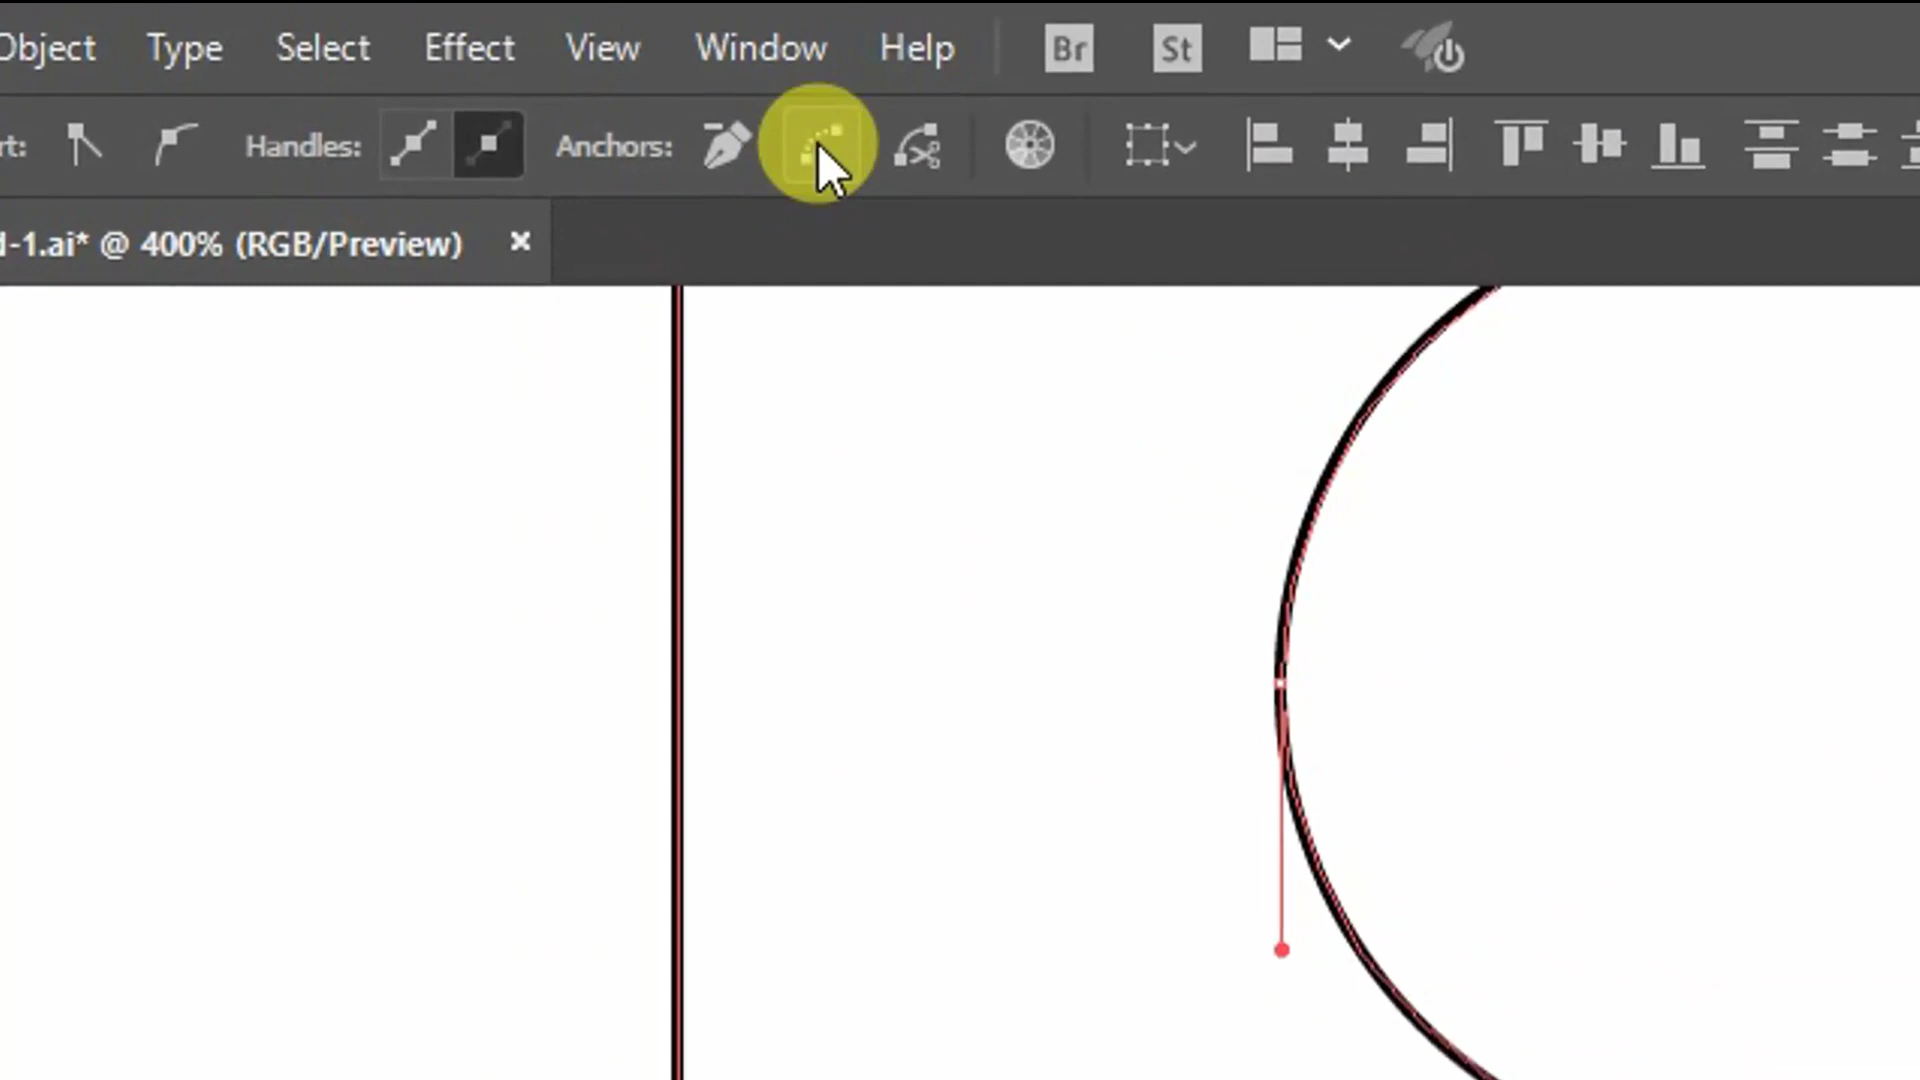 Object Type Select Effect View Window Help Br St
rt: Handles: Anchors:
d-1.ai* @ 400% (RGB/Preview) ×